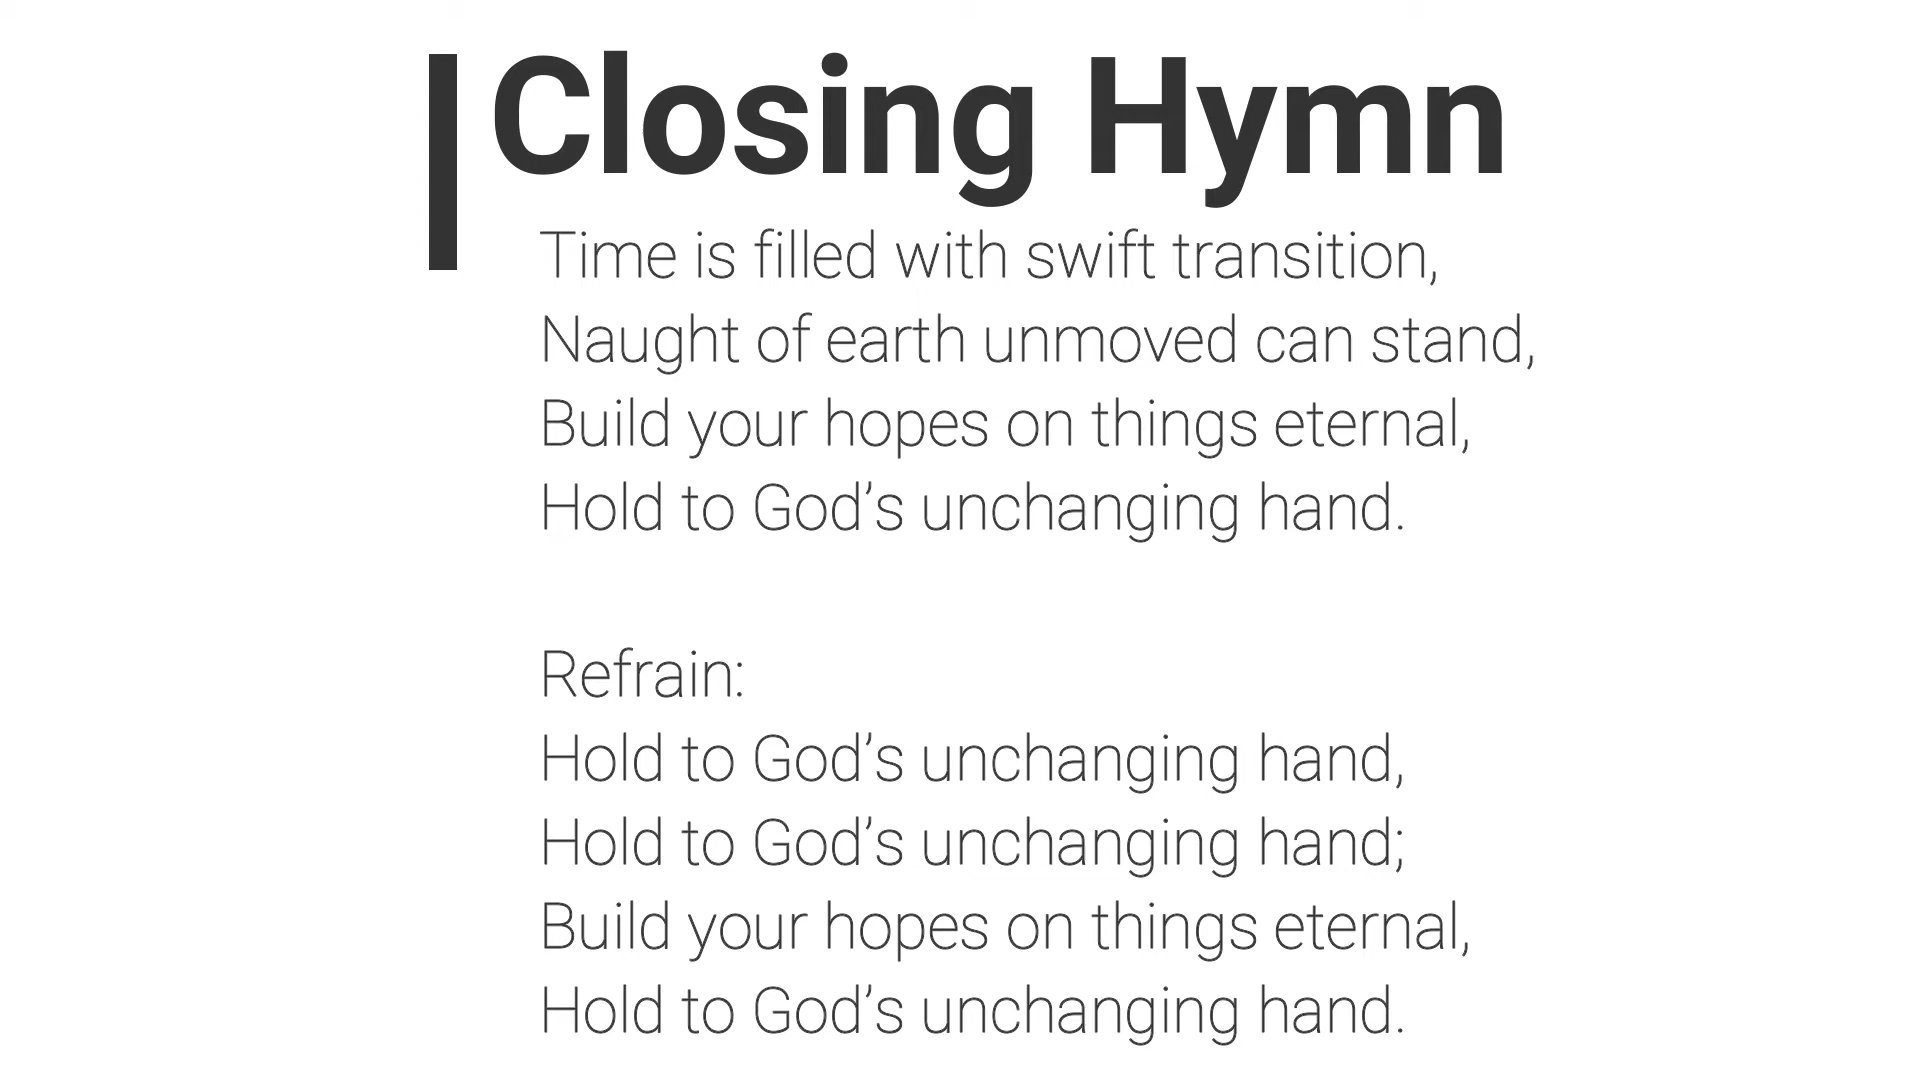 Closing Hymn
Time is filled with swift transition,
Naught of earth unmoved can stand,
Build your hopes on things eternal,
Hold to God’s unchanging hand.
Refrain:
Hold to God’s unchanging hand,
Hold to God’s unchanging hand;
Build your hopes on things eternal,
Hold to God’s unchanging hand.